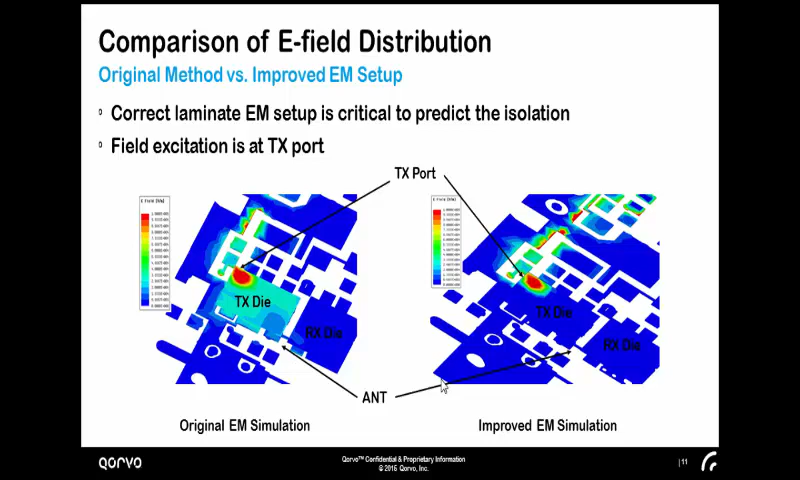 Comparison of E-field Distribution
Original Method vs. Improved EM Setup
Correct laminate EM setup is critical to predict the isolation
Field excitation is at TX port
TX Port
TX Die
RX Die
TX Die
RX Die
ANT
Original EM Simulation
Improved EM Simulation
QORVO
Qorvo™ Confidential & Proprietary Information
© 2016 Qorvo, Inc.
| 11